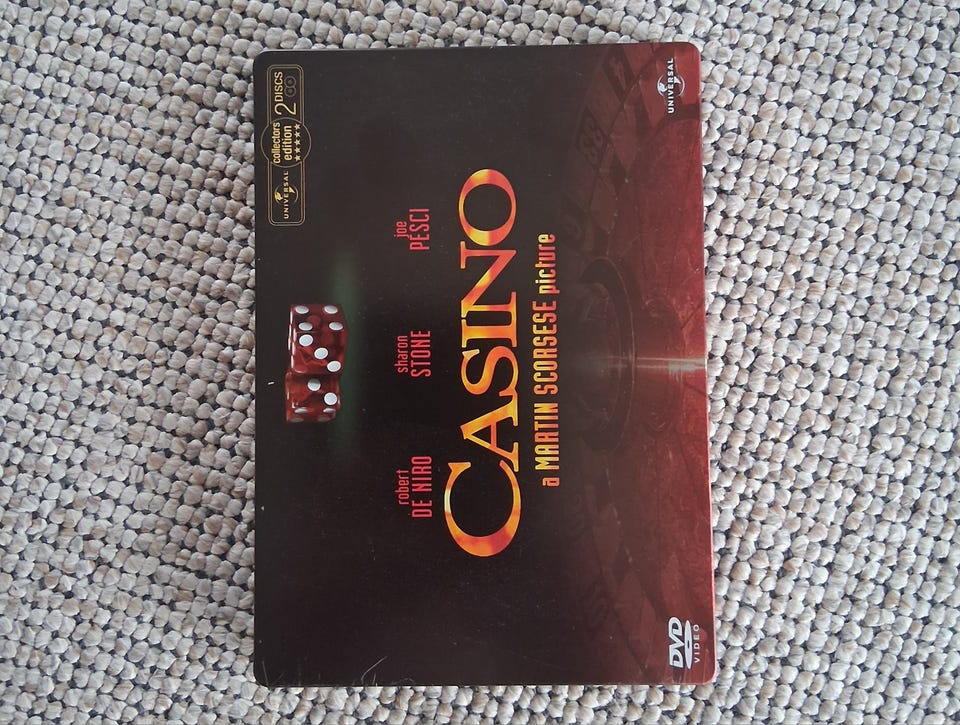 UNIVERSAL
collectors
edition
2 DISCS
robert
DE NIRO
sharon
STONE
joe
PESCI
CASINO
a MARTIN SCORSESE picture
DVD
VIDEO
UNIVERSAL